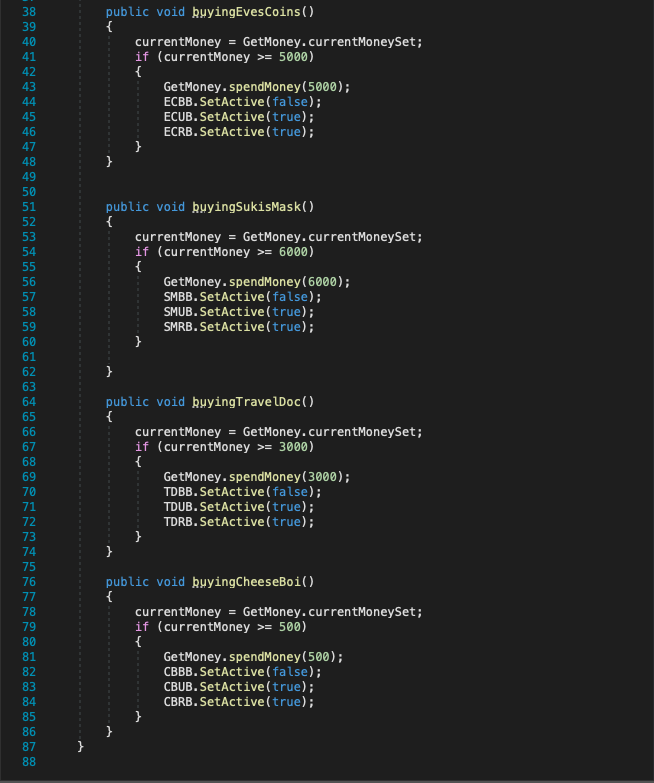 38 public void buyingEvesCoins()
39 {
40 currentMoney = GetMoney.currentMoneySet;
41 if (currentMoney >= 5000)
42 {
43 GetMoney.spendMoney(5000);
44 ECBB.SetActive(false);
45 ECUB.SetActive(true);
46 ECRB.SetActive(true);
47 }
48 }
49
50
51 public void buyingSukisMask()
52 {
53 currentMoney = GetMoney.currentMoneySet;
54 if (currentMoney >= 6000)
55 {
56 GetMoney.spendMoney(6000);
57 SMBB.SetActive(false);
58 SMUB.SetActive(true);
59 SMRB.SetActive(true);
60 }
61
62 }
63
64 public void buyingTravelDoc()
65 {
66 currentMoney = GetMoney.currentMoneySet;
67 if (currentMoney >= 3000)
68 {
69 GetMoney.spendMoney(3000);
70 TDBB.SetActive(false);
71 TDUB.SetActive(true);
72 TDRB.SetActive(true);
73 }
74 }
75
76 public void buyingCheeseBoi()
77 {
78 currentMoney = GetMoney.currentMoneySet;
79 if (currentMoney >= 500)
80 {
81 GetMoney.spendMoney(500);
82 CBBB.SetActive(false);
83 CBUB.SetActive(true);
84 CBRB.SetActive(true);
85 }
86 }
87 }
88